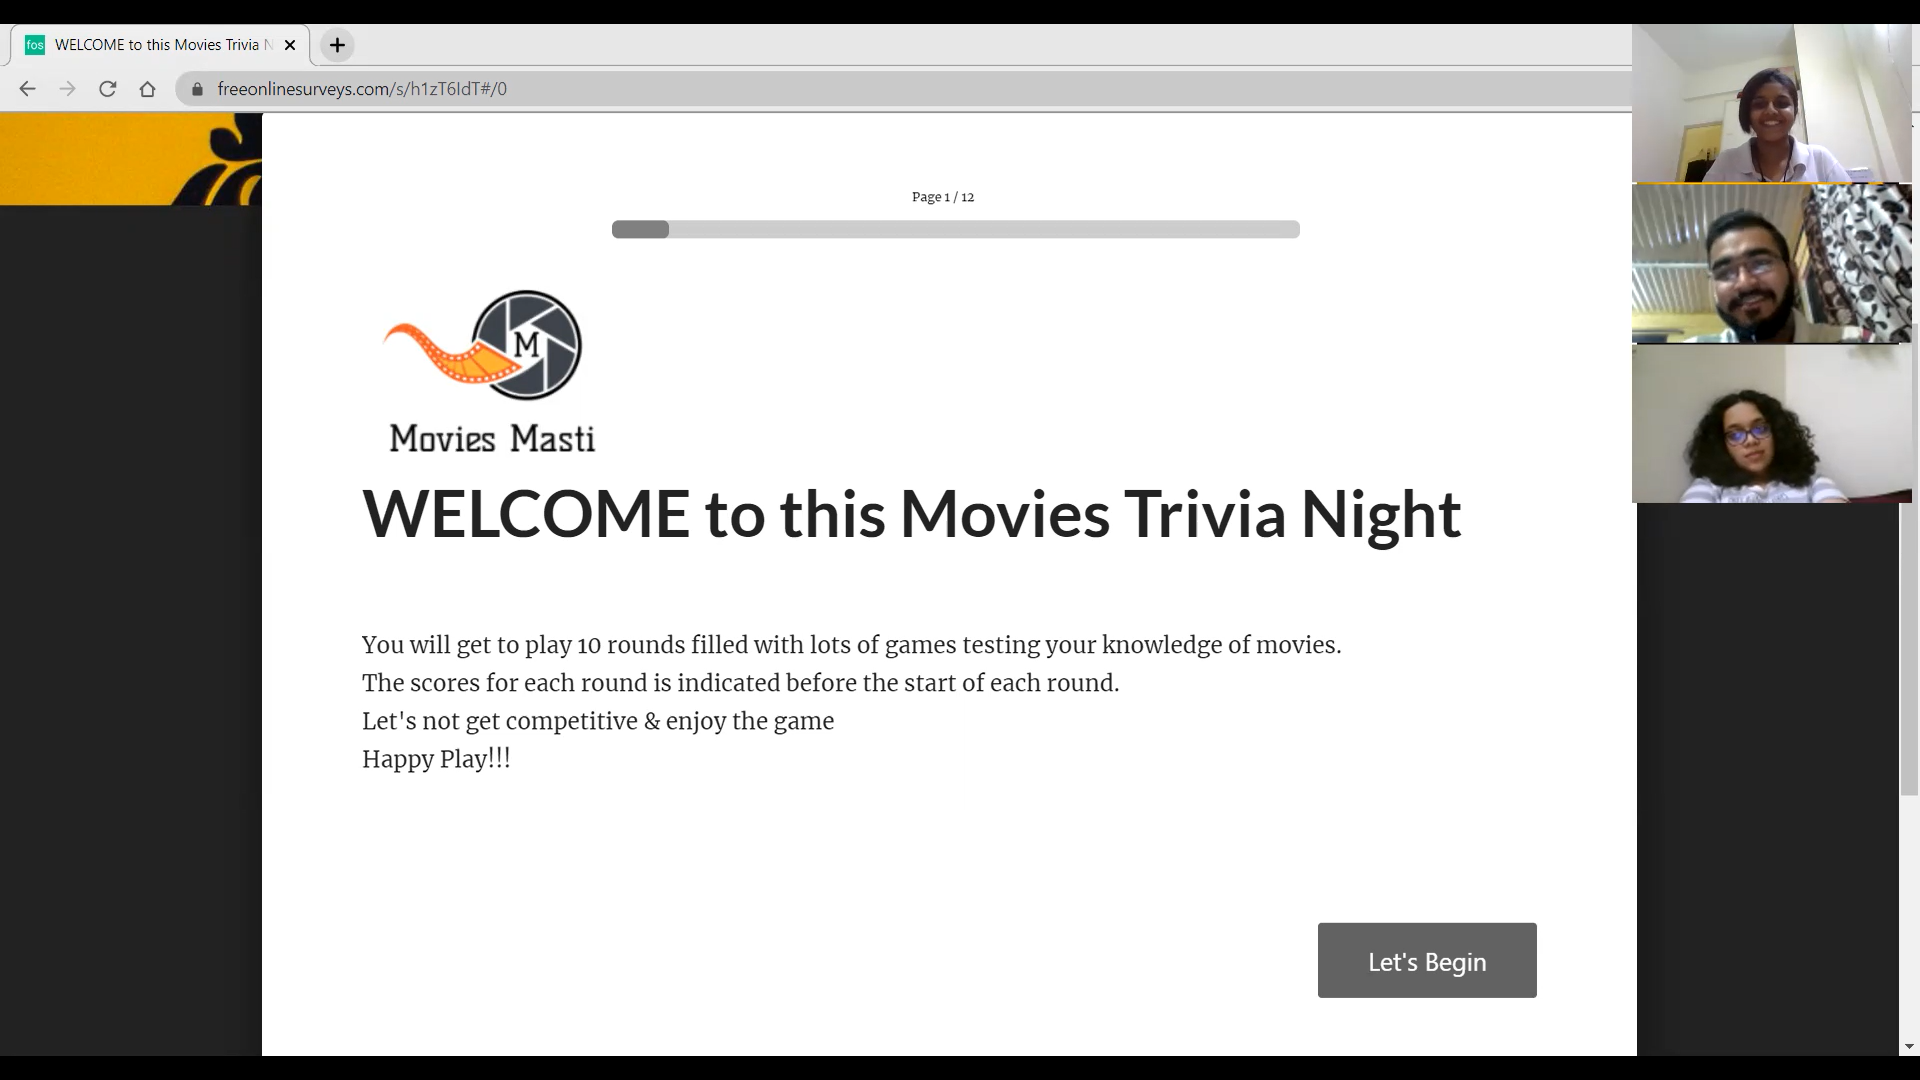 fos WELCOME to this Movies Trivia N
freeonlinesurveys.com/s/h1zT6IdT#/0
Page 1 / 12
M
Movies Masti
WELCOME to this Movies Trivia Night
You will get to play 10 rounds filled with lots of games testing your knowledge of movies.
The scores for each round is indicated before the start of each round.
Let's not get competitive & enjoy the game
Happy Play!!!
Let's Begin